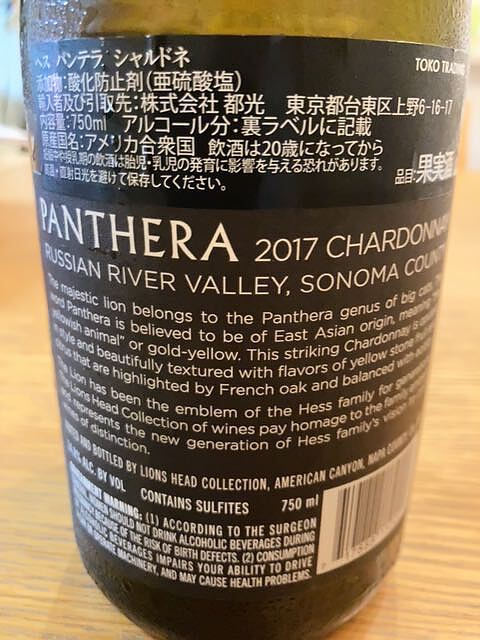 ヘス パンテラ シャルドネ
TOKO TRADING
添加物:酸化防止剤(亜硫酸塩)
輸入者及び引取先:株式会社 都光 東京都台東区上野6-16-17
内容量:750ml アルコール分:裏ラベルに記載
原産国名:アメリカ合衆国 飲酒は20歳になってから
妊娠中や授乳期の飲酒は胎児・乳児の発育に影響を与える恐れがあります。
直射日光を避けて保存してください。
品目:果実酒
PANTHERA 2017 CHARDONNAY
RUSSIAN RIVER VALLEY, SONOMA COUNTY
The majestic lion belongs to the Panthera genus of big cats. The
word Panthera is believed to be of East Asian origin, meaning
yellowish animal" or gold-yellow. This striking Chardonnay is
in style and beautifully textured with flavors of yellow stone fruit
citrus that are highlighted by French oak and balanced with
The Lion has been the emblem of the Hess family for
The Lions Head Collection of wines pay homage to the family
and represents the new generation of Hess family's vision
wines of distinction.
AND BOTTLED BY LIONS HEAD COLLECTION, AMERICAN CANYON, NAPA COUNTY,
ALC. BY VOL CONTAINS SULFITES 750 ml
WARNING: (1) ACCORDING TO THE SURGEON
WOMEN SHOULD NOT DRINK ALCOHOLIC BEVERAGES DURING
BECAUSE OF THE RISK OF BIRTH DEFECTS. (2) CONSUMPTION
ALCOHOLIC BEVERAGES IMPAIRS YOUR ABILITY TO DRIVE
OPERATE MACHINERY, AND MAY CAUSE HEALTH PROBLEMS.